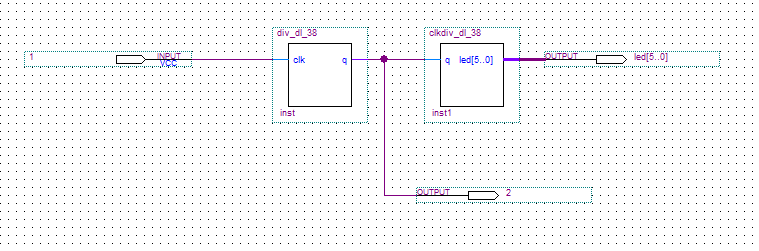 div_dl_38
clkdiv_dl_38
1
INPUT
VCC
clk
q
q
led[5..0]
OUTPUT
led[5..0]
inst
inst1
OUTPUT
2